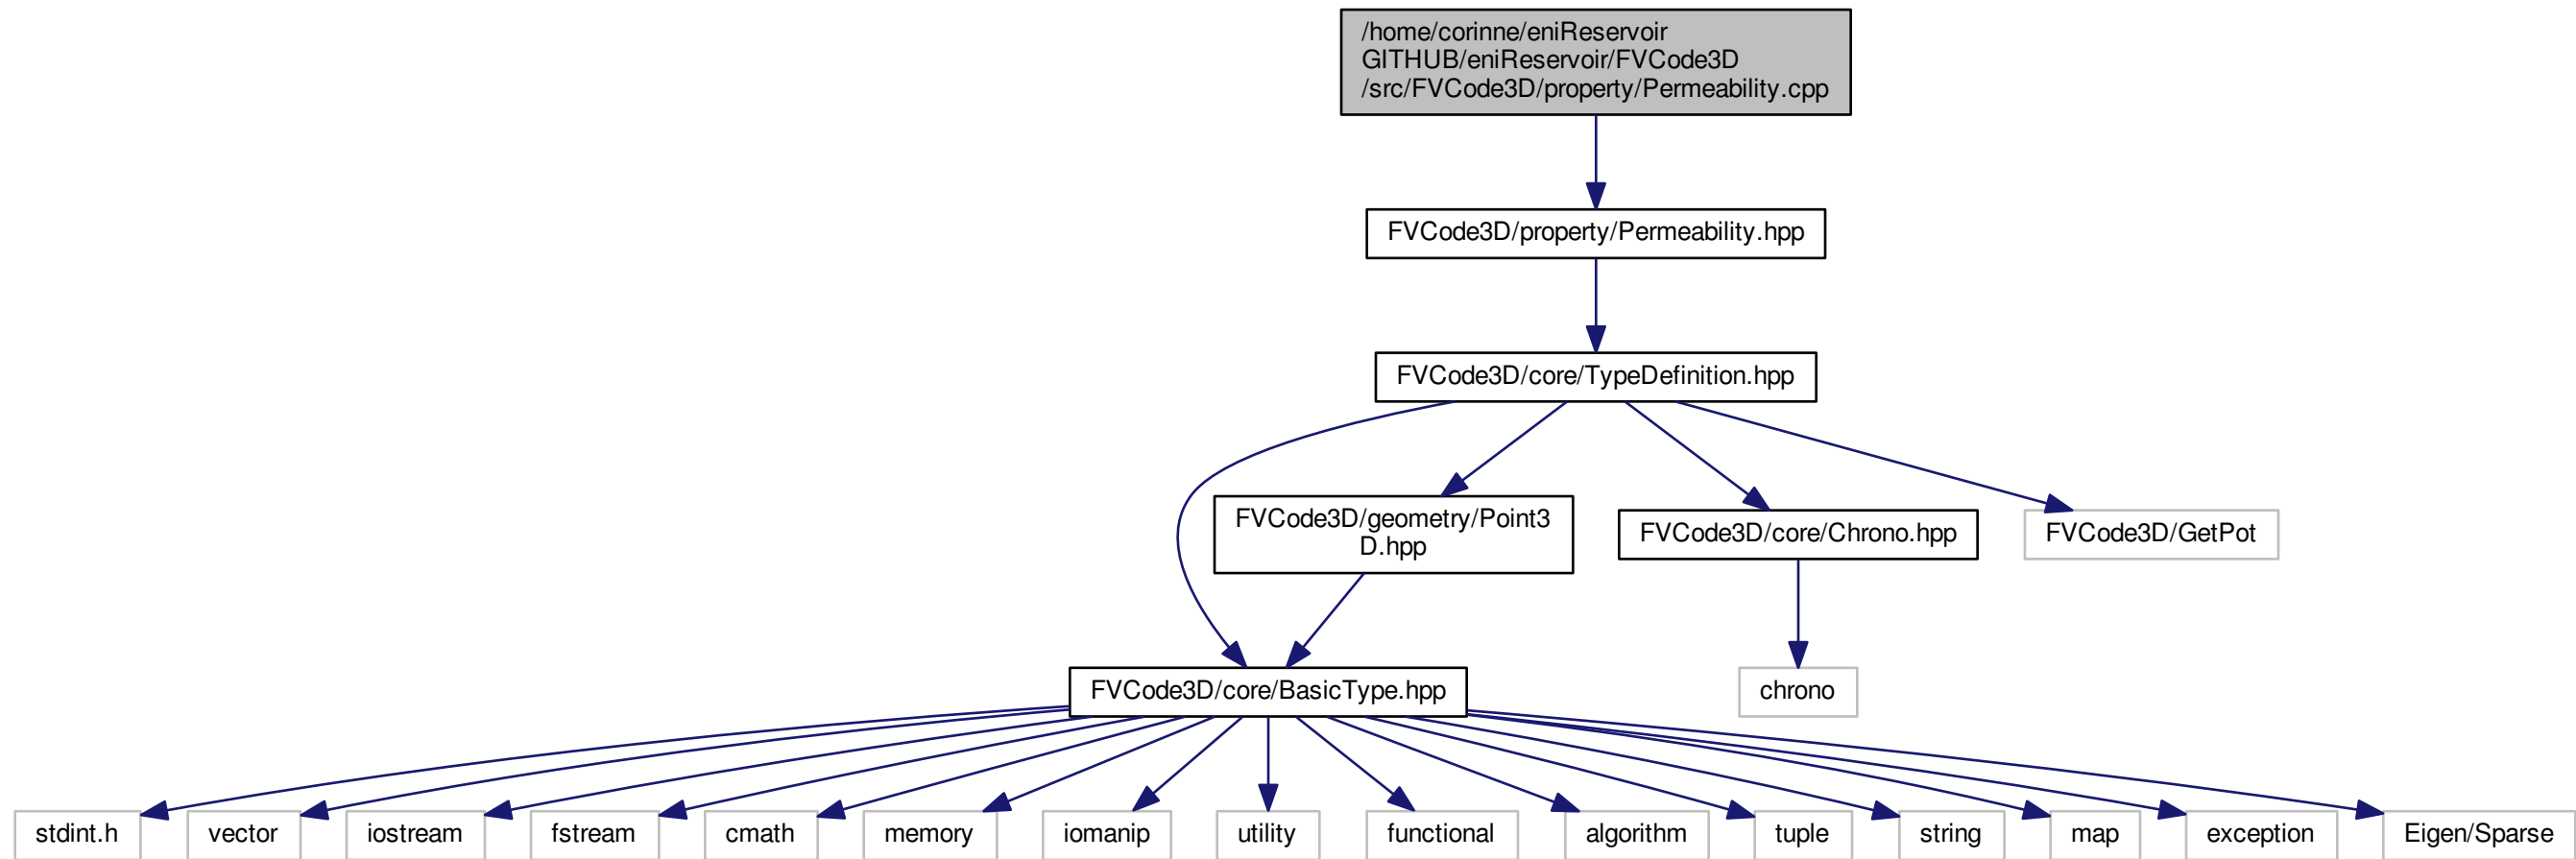 /home/corinne/eniReservoir
GITHUB/eniReservoir/FVCode3D
/src/FVCode3D/property/Permeability.cpp
FVCode3D/property/Permeability.hpp
FVCode3D/core/TypeDefinition.hpp
FVCode3D/geometry/Point3
D.hpp
FVCode3D/core/Chrono.hpp
FVCode3D/GetPot
FVCode3D/core/BasicType.hpp
chrono
stdint.h
vector
iostream
fstream
cmath
memory
iomanip
utility
functional
algorithm
tuple
string
map
exception
Eigen/Sparse